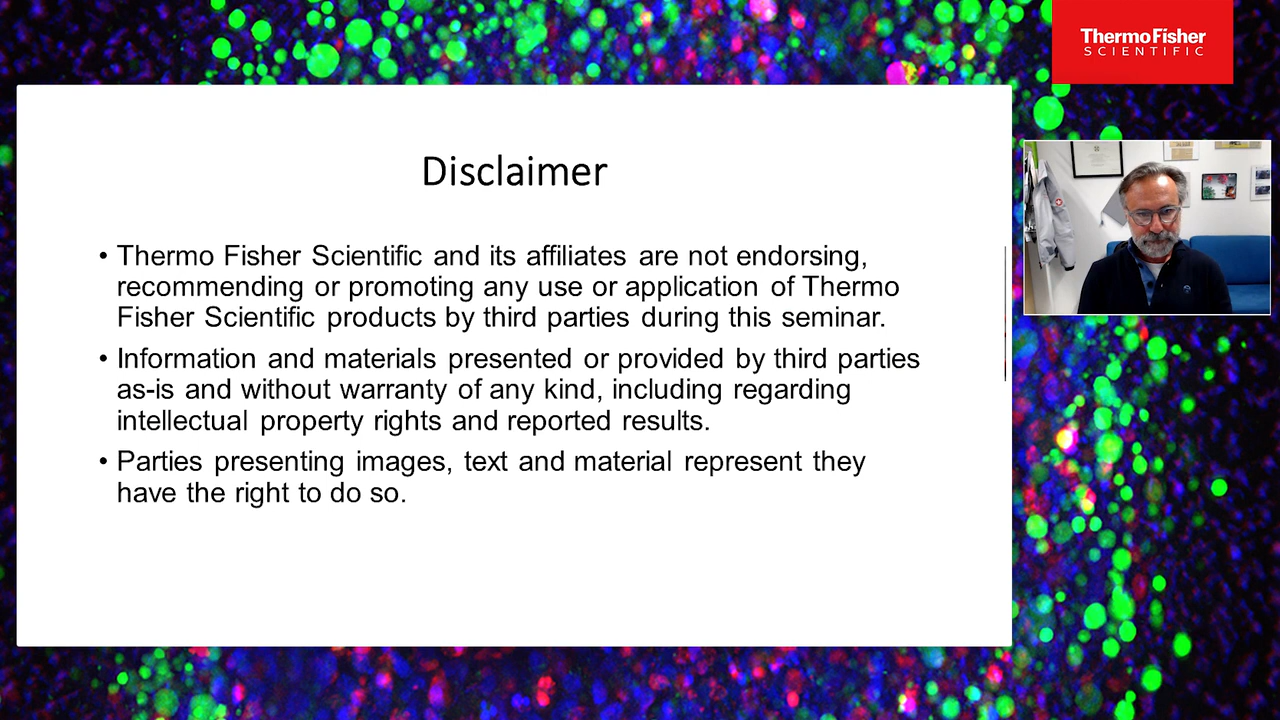 ThermoFisher
SCIENTIFIC
Disclaimer
• Thermo Fisher Scientific and its affiliates are not endorsing,
recommending or promoting any use or application of Thermo
Fisher Scientific products by third parties during this seminar.
• Information and materials presented or provided by third parties
as-is and without warranty of any kind, including regarding
intellectual property rights and reported results.
• Parties presenting images, text and material represent they
have the right to do so.